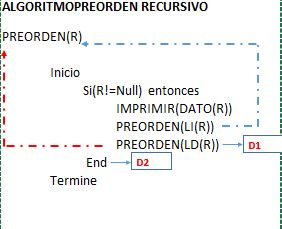 ALGORITMOPREORDEN RECURSIVO
PREORDEN(R)
Inicio
Si(R!=Null) entonces
IMPRIMIR(DATO(R))
PREORDEN(LI(R))
PREORDEN(LD(R)) D1
End D2
Termine